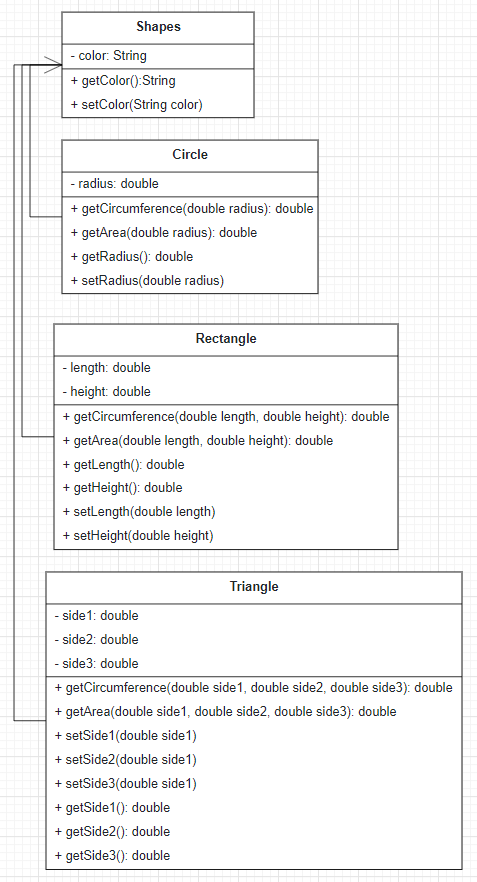 Shapes
- color: String
+ getColor():String
+ setColor(String color)
Circle
- radius: double
+ getCircumference(double radius): double
+ getArea(double radius): double
+ getRadius(): double
+ setRadius(double radius)
Rectangle
- length: double
- height: double
+ getCircumference(double length, double height): double
+ getArea(double length, double height): double
+ getLength(): double
+ getHeight(): double
+ setLength(double length)
+ setHeight(double height)
Triangle
- side1: double
- side2: double
- side3: double
+ getCircumference(double side1, double side2, double side3): double
+ getArea(double side1, double side2, double side3): double
+ setSide1(double side1)
+ setSide2(double side1)
+ setSide3(double side1)
+ getSide1(): double
+ getSide2(): double
+ getSide3(): double